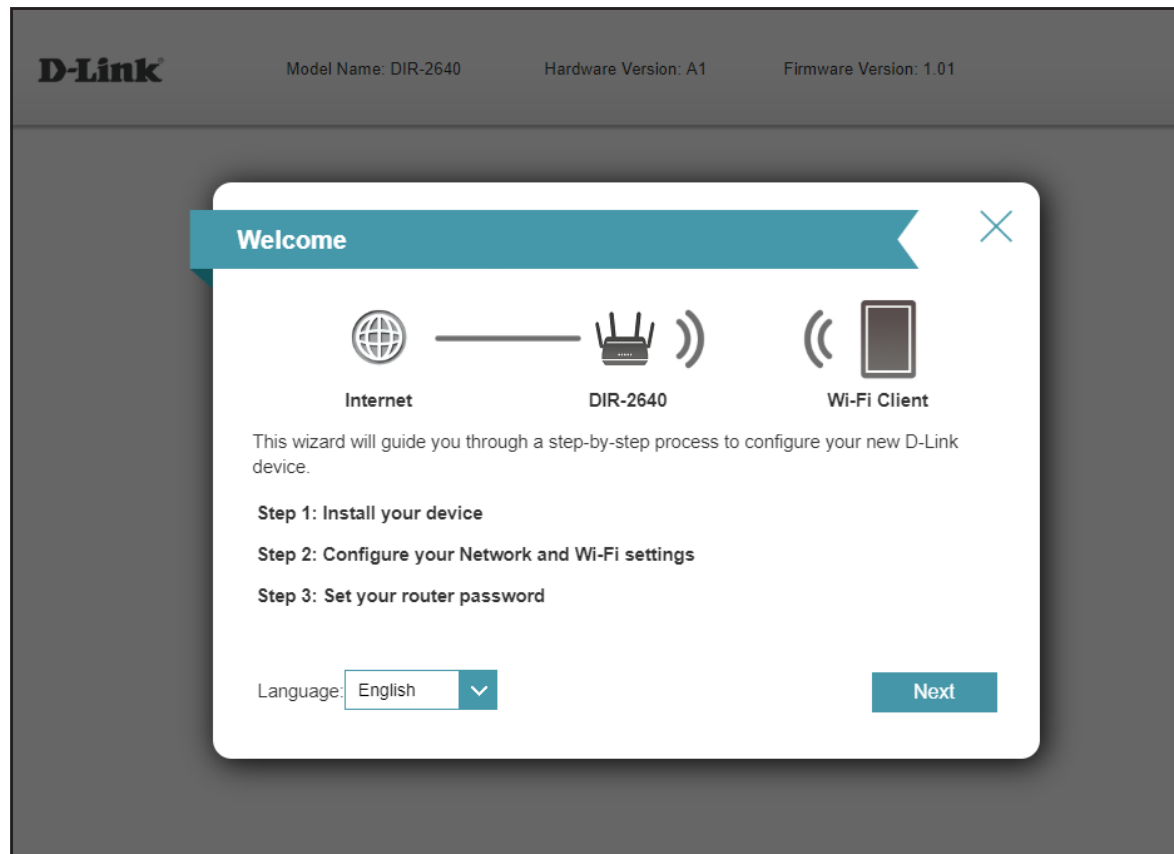 D-Link
Model Name: DIR-2640 Hardware Version: A1 Firmware Version: 1.01
Welcome
Internet DIR-2640 Wi-Fi Client
This wizard will guide you through a step-by-step process to configure your new D-Link
device.
Step 1: Install your device
Step 2: Configure your Network and Wi-Fi settings
Step 3: Set your router password
Language: English
Next